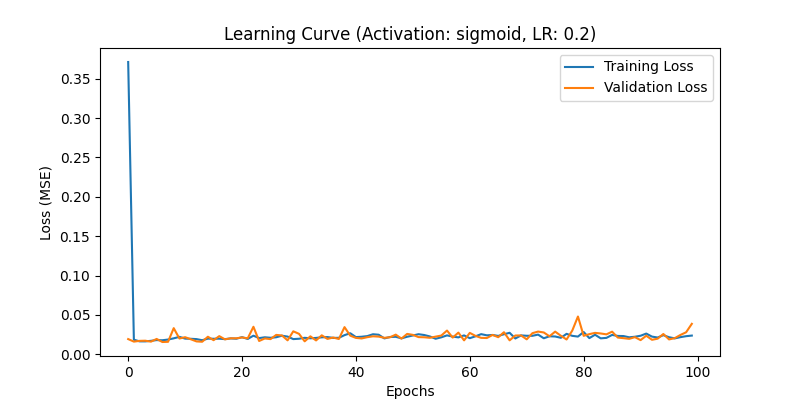 Learning Curve (Activation: sigmoid, LR: 0.2)
Training Loss
Validation Loss
Loss (MSE)
0.35
0.30
0.25
0.20
0.15
0.10
0.05
0.00
0 20 40 60 80 100
Epochs